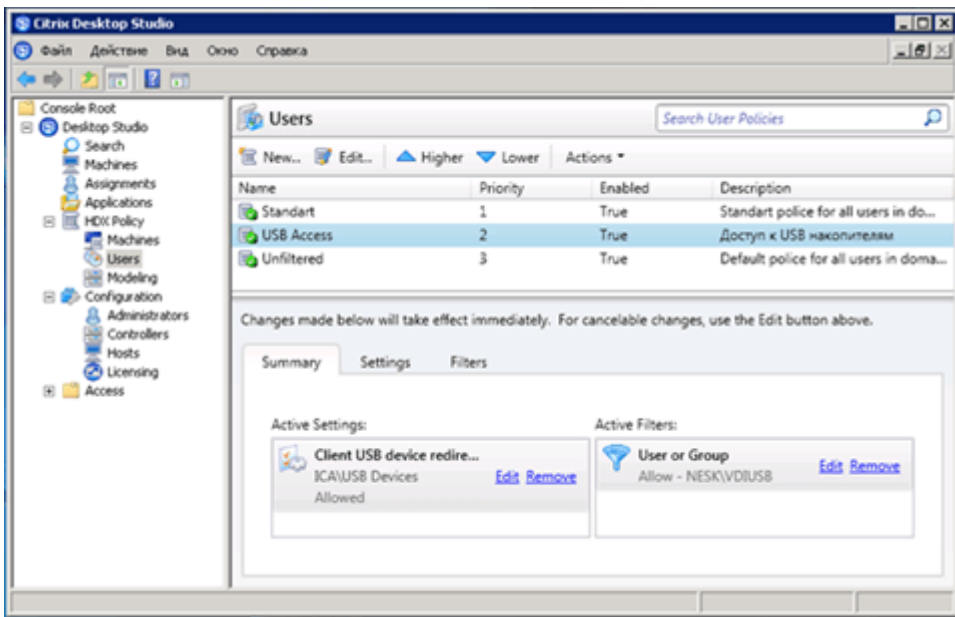 Citrix Desktop Studio
Файл Действие Вид Окно Справка
Console Root
Desktop Studio
Search
Machines
Assignments
Applications
HDX Policy
Machines
Users
Modeling
Configuration
Administrators
Controllers
Hosts
Licensing
Access
Users
Search User Policies
New... Edit... Higher Lower Actions
Name Priority Enabled Description
Standart 1 True Standart police for all users in do...
USB Access 2 True Доступ к USB накопителям
Unfiltered 3 True Default police for all users in doma...
Changes made below will take effect immediately. For cancelable changes, use the Edit button above.
Summary Settings Filters
Active Settings:
Client USB device redire...
ICA\USB Devices Edit Remove
Allowed
Active Filters:
User or Group
Allow - NESK\VDIUSB Edit Remove